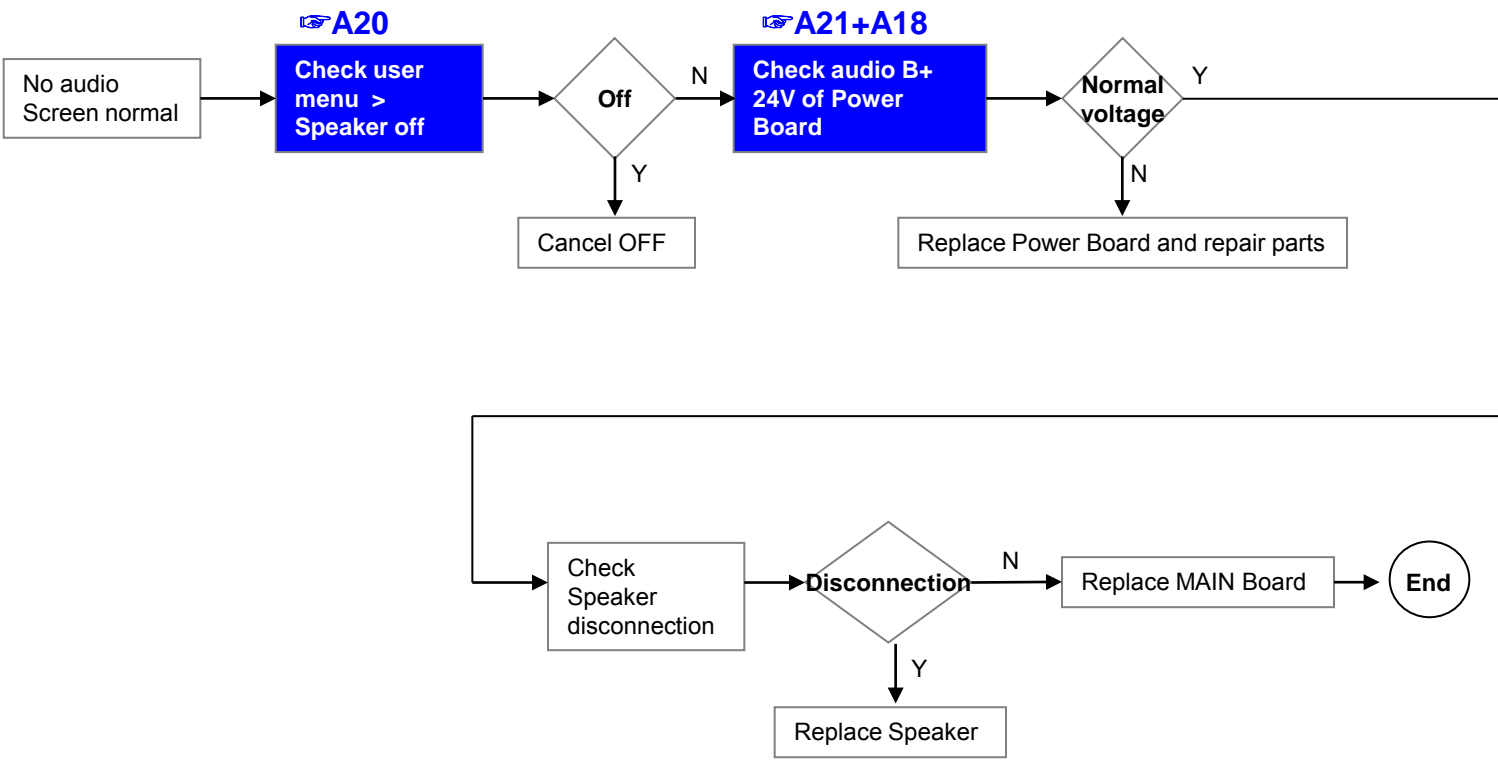 ☞A20
☞A21+A18
No audio
Screen normal
Check user
menu >
Speaker off
Off
N
Check audio B+
24V of Power
Board
Normal
voltage
Y
Y
N
Cancel OFF
Replace Power Board and repair parts
Check
Speaker
disconnection
Disconnection
N
Replace MAIN Board
End
Y
Replace Speaker